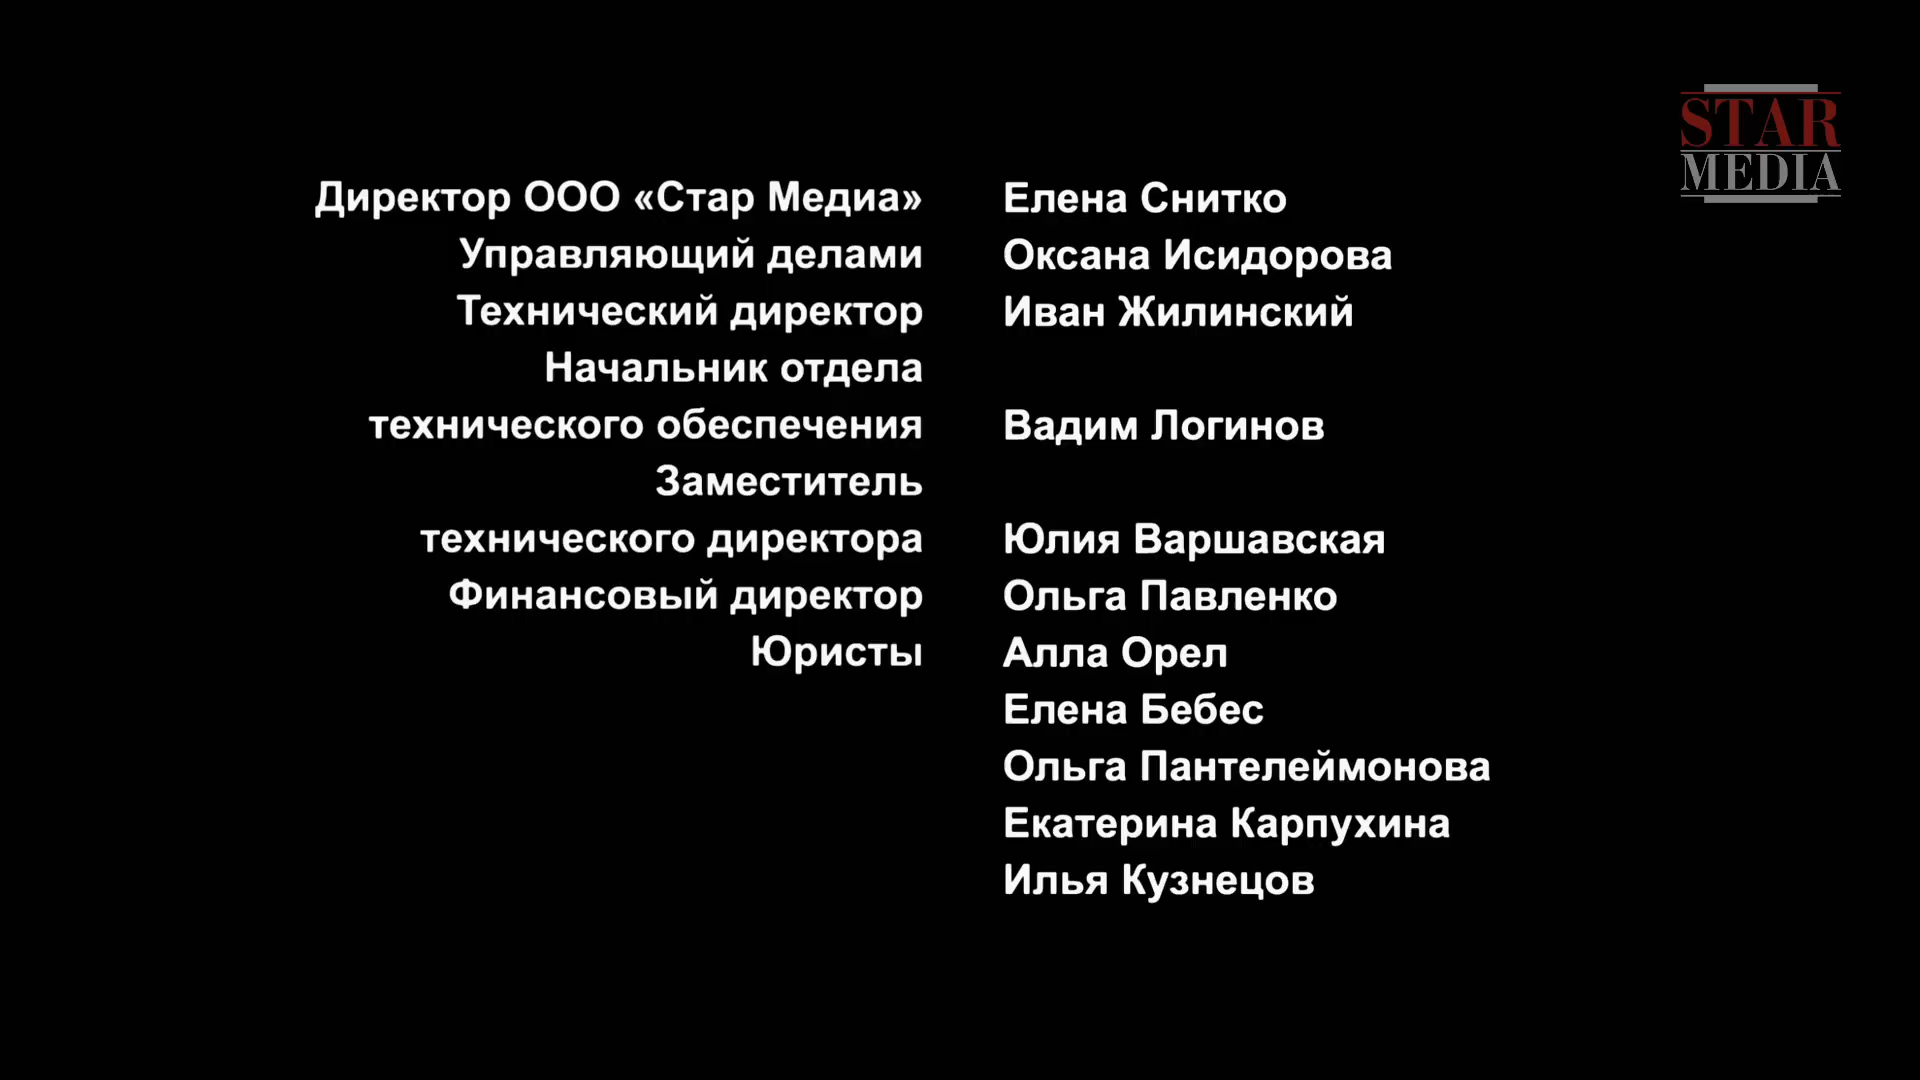 STAR
MEDIA
Директор ООО «Стар Медиа» Елена Снитко
Управляющий делами Оксана Исидорова
Технический директор Иван Жилинский
Начальник отдела
технического обеспечения Вадим Логинов
Заместитель
технического директора Юлия Варшавская
Финансовый директор Ольга Павленко
Юристы Алла Орел
Елена Бебес
Ольга Пантелеймонова
Екатерина Карпухина
Илья Кузнецов